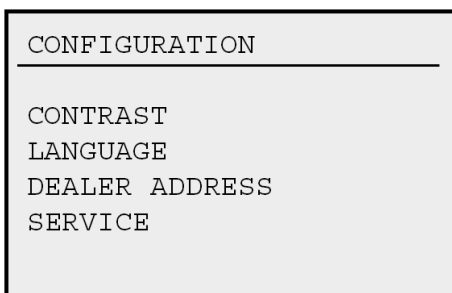 CONFIGURATION
CONTRAST
LANGUAGE
DEALER ADDRESS
SERVICE